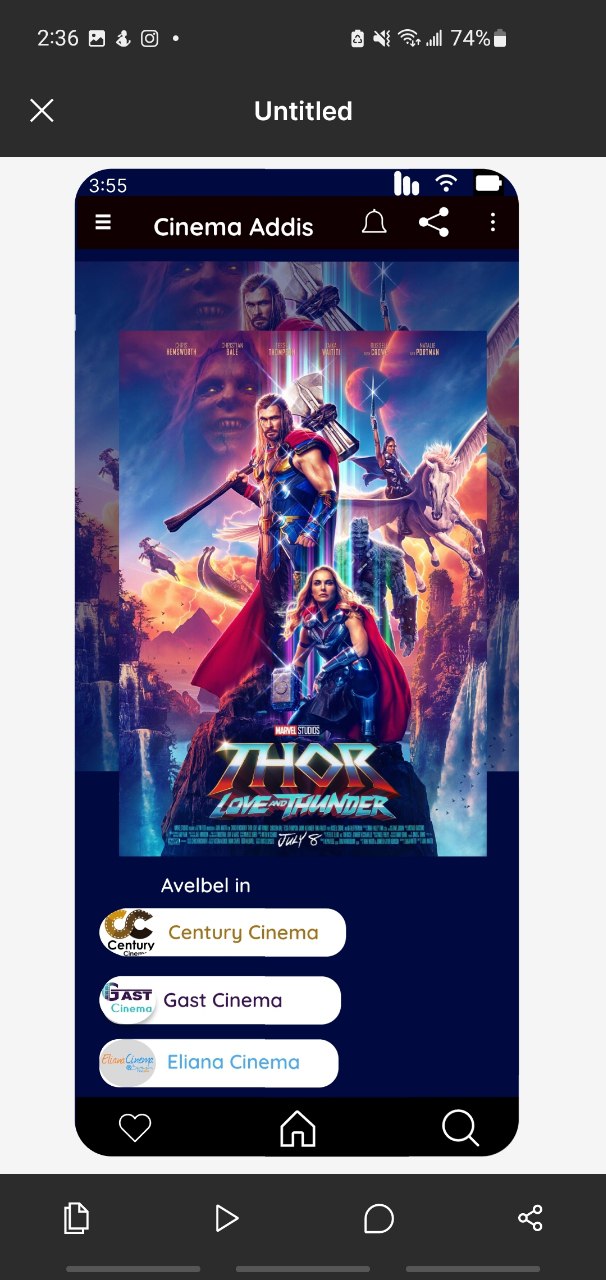 2:36
74%
Untitled
3:55
Cinema Addis
CHRIS HEMSWORTH
CHRISTIAN BALE
TESSA THOMPSON
TAIKA WAITITI
RUSSELL CROWE
NATALIE PORTMAN
MARVEL STUDIOS
THOR
LOVE AND THUNDER
JULY 8
Avelbel in
Century Cinema
Century Cinema
GAST Cinema
Gast Cinema
Eliana Cinema
Eliana Cinema